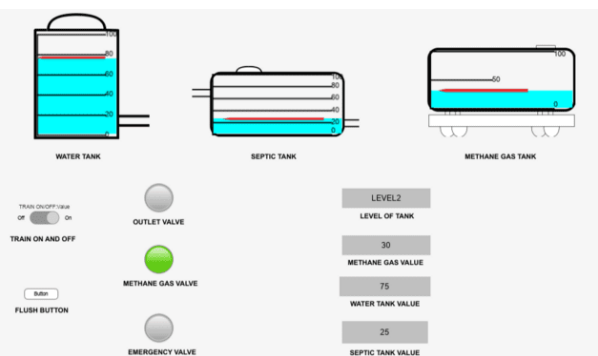 100
80
60
40
20
0
WATER TANK
100
80
60
40
20
0
SEPTIC TANK
100
50
0
METHANE GAS TANK
TRAIN ON/OFF:Value
Off On
TRAIN ON AND OFF
Button
FLUSH BUTTON
OUTLET VALVE
METHANE GAS VALVE
EMERGENCY VALVE
LEVEL2
LEVEL OF TANK
30
METHANE GAS VALUE
75
WATER TANK VALUE
25
SEPTIC TANK VALUE